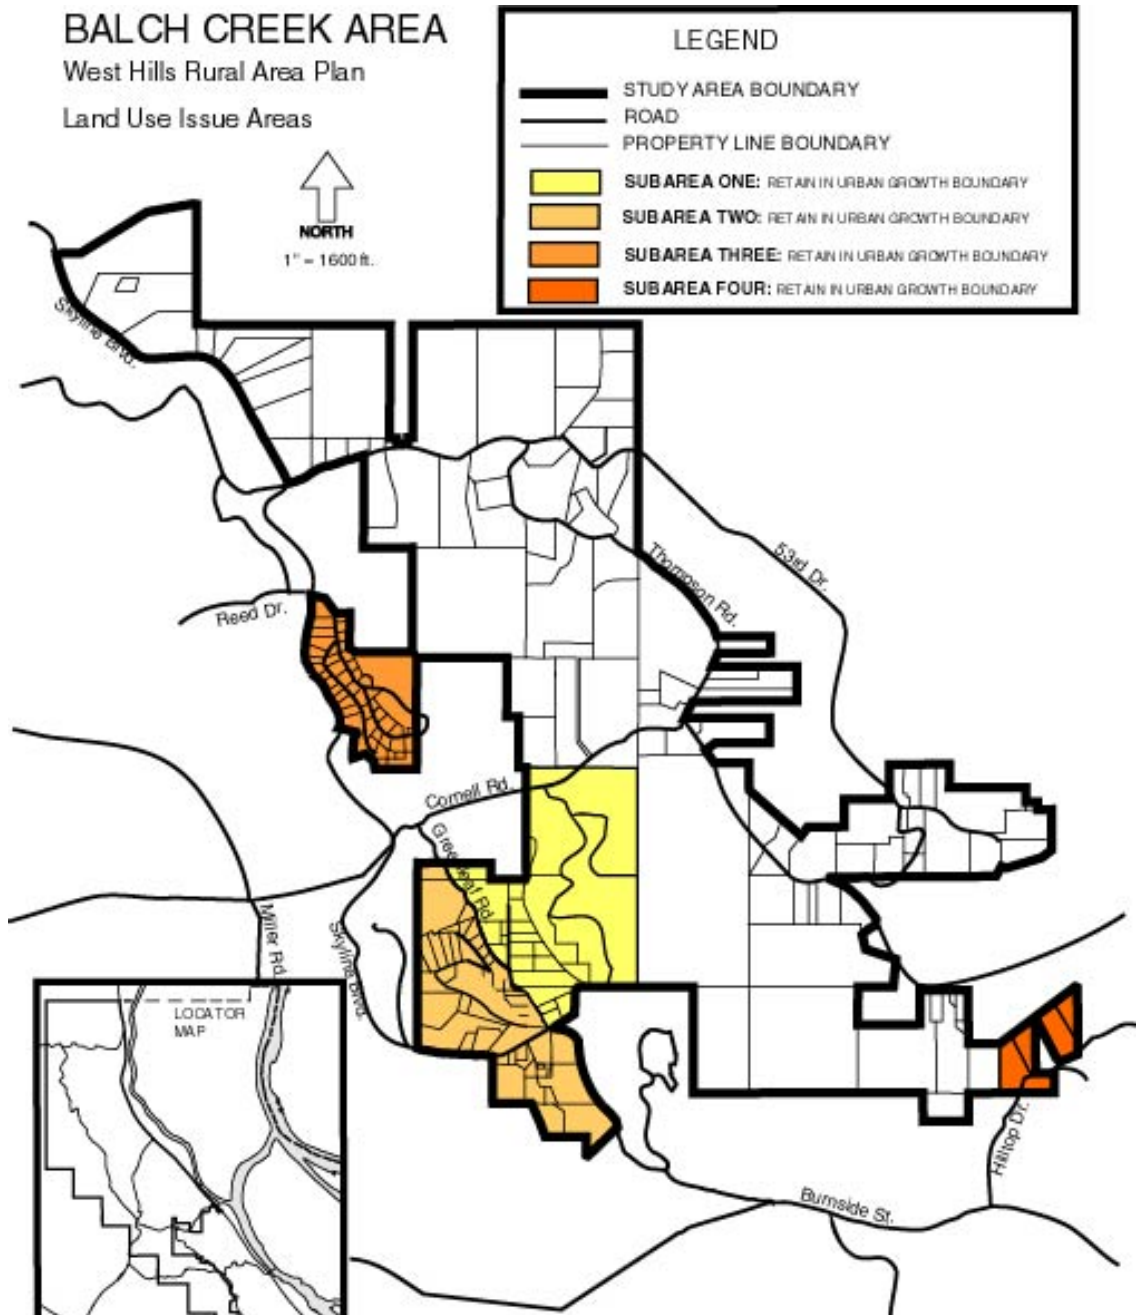 BALCH CREEK AREA
West Hills Rural Area Plan
Land Use Issue Areas
NORTH
1" = 1600 ft.
LEGEND
STUDY AREA BOUNDARY
ROAD
PROPERTY LINE BOUNDARY
SUBAREA ONE: RETAIN IN URBAN GROWTH BOUNDARY
SUBAREA TWO: RETAIN IN URBAN GROWTH BOUNDARY
SUBAREA THREE: RETAIN IN URBAN GROWTH BOUNDARY
SUBAREA FOUR: RETAIN IN URBAN GROWTH BOUNDARY
Skyline Blvd.
Thompson Rd.
53rd Dr.
Reed Dr.
Cornell Rd.
Greenleaf Rd.
Miller Rd.
Skyline Blvd.
LOCATOR
MAP
Hilltop Dr.
Burnside St.